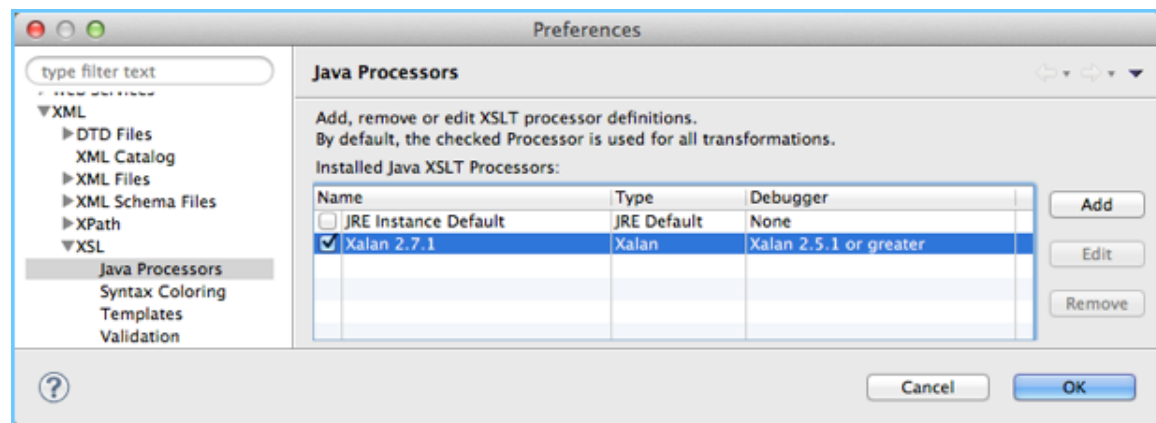 Preferences
type filter text
Java Processors
XML
DTD Files
XML Catalog
XML Files
XML Schema Files
XPath
XSL
Java Processors
Syntax Coloring
Templates
Validation
Add, remove or edit XSLT processor definitions.
By default, the checked Processor is used for all transformations.
Installed Java XSLT Processors:
Name Type Debugger
JRE Instance Default JRE Default None
Xalan 2.7.1 Xalan Xalan 2.5.1 or greater
Add
Edit
Remove
?
Cancel OK